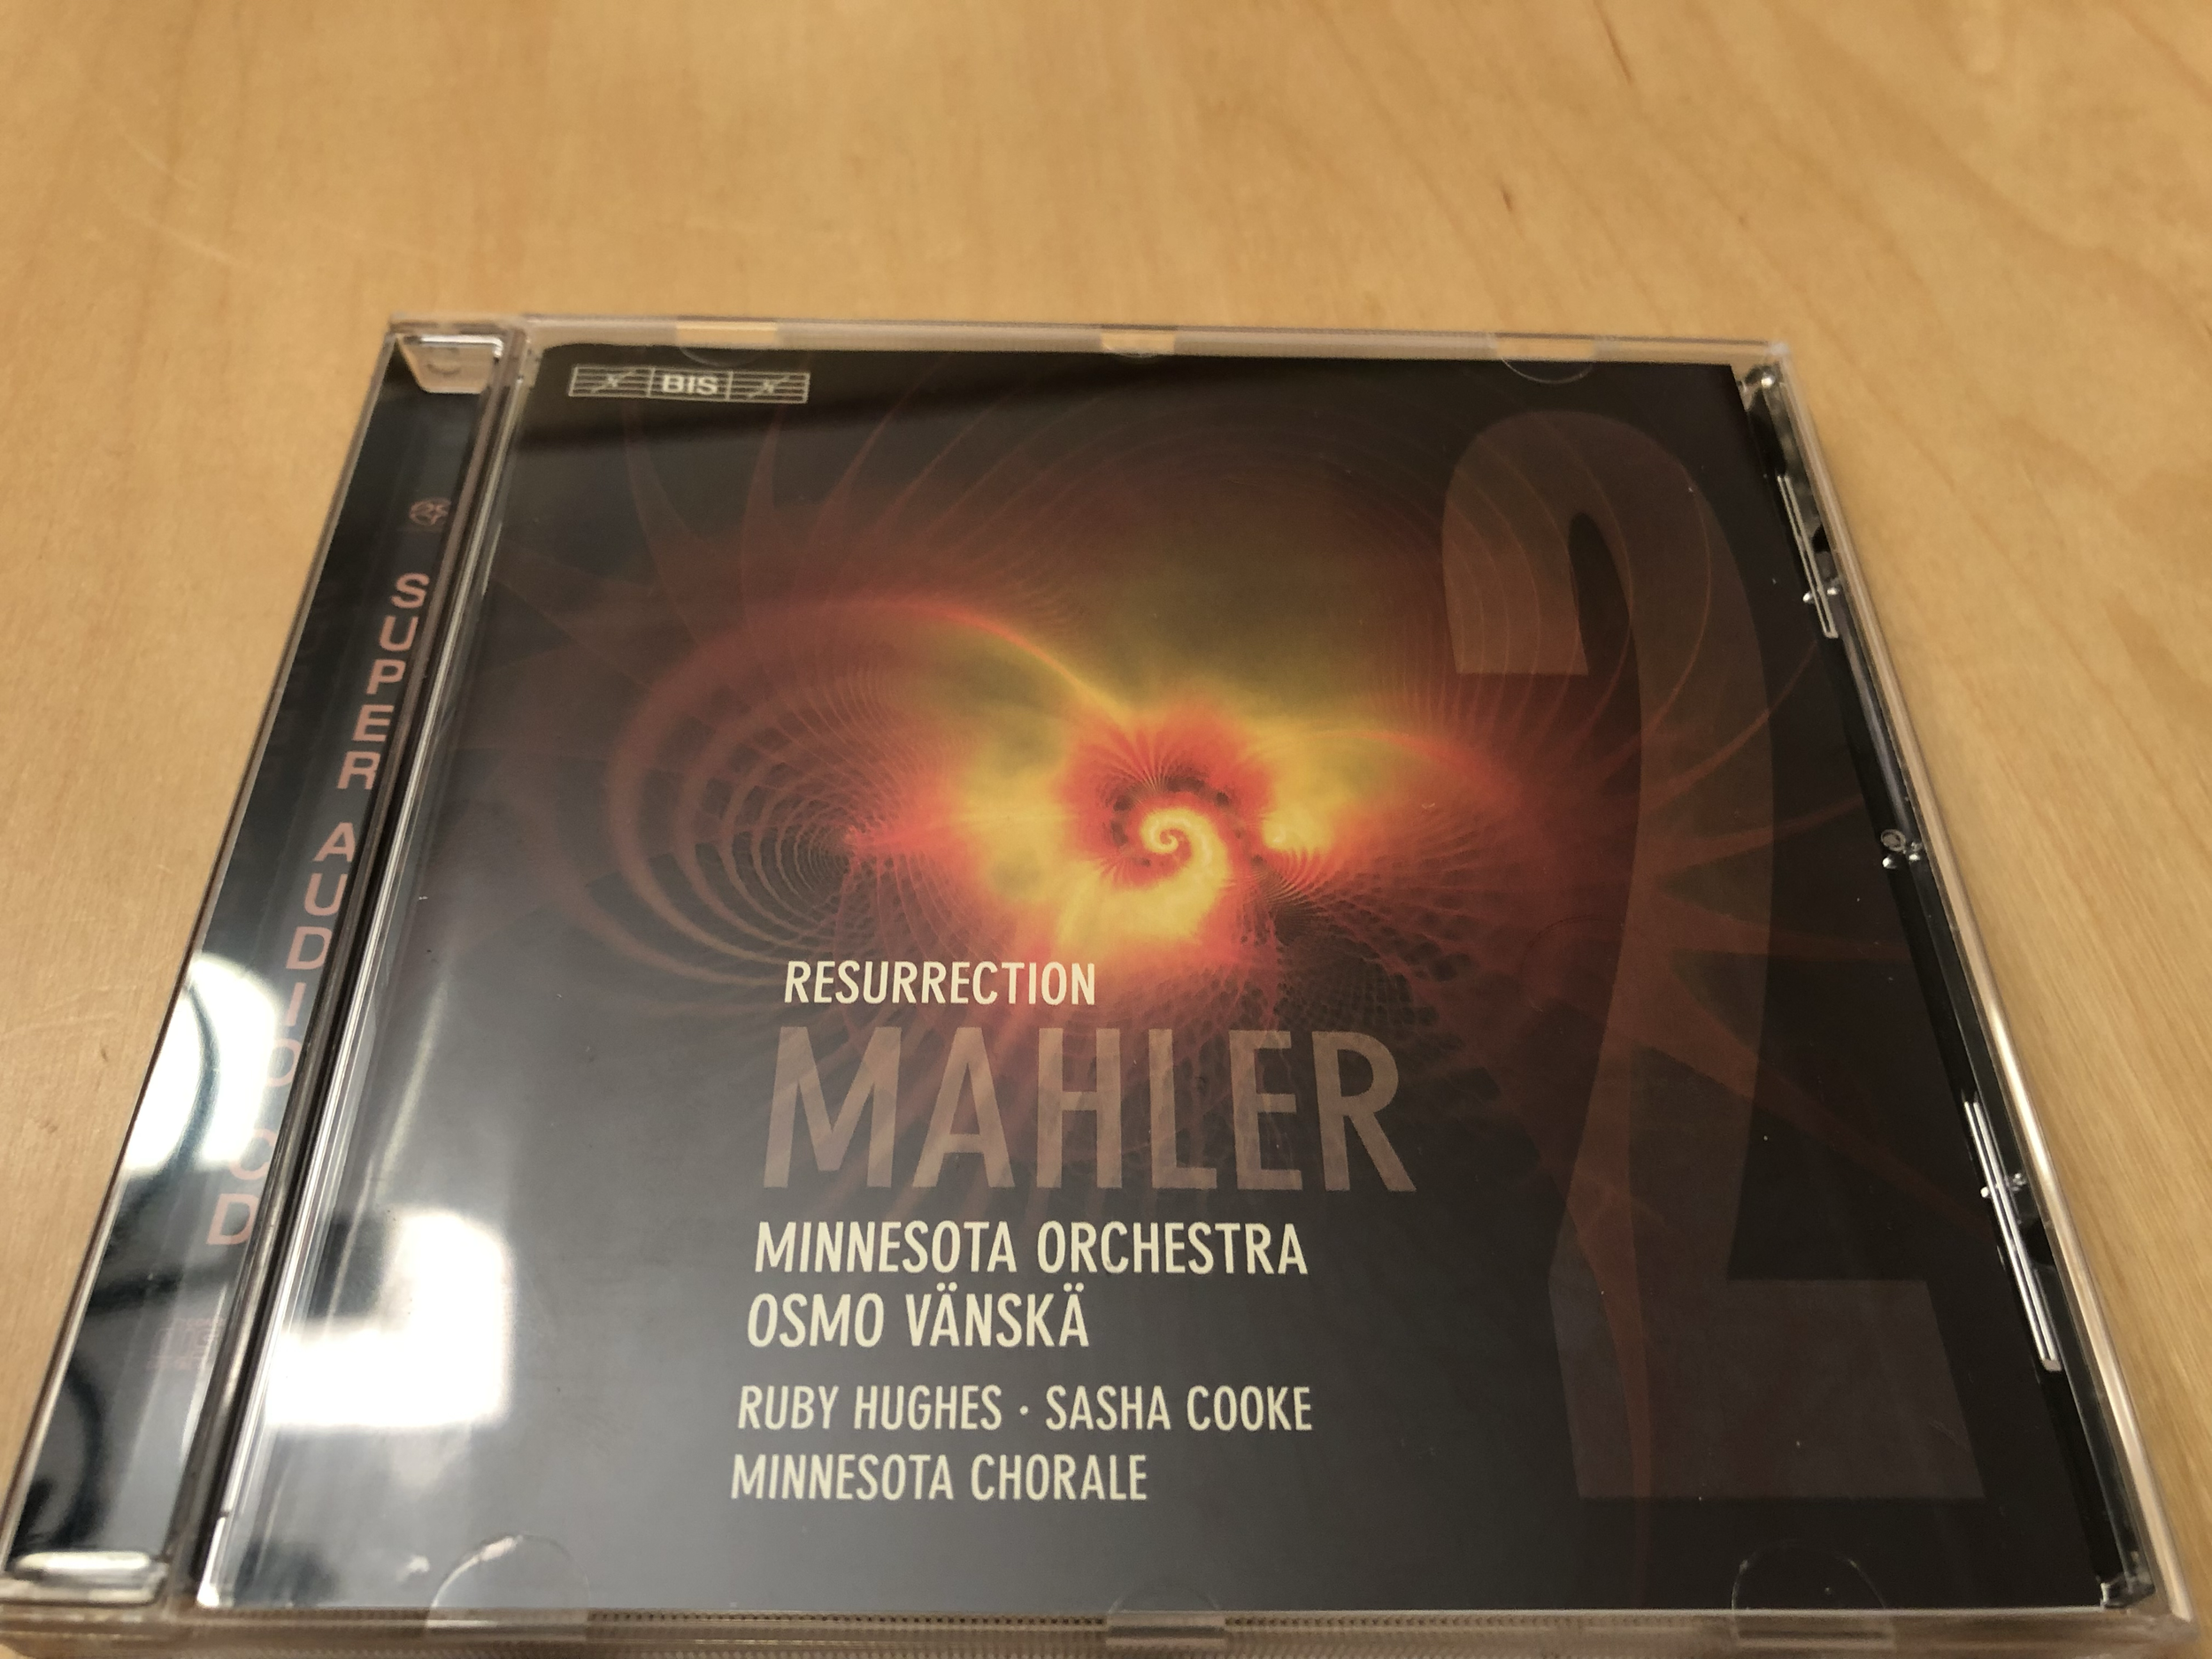 BIS
SUPER AUDIO CD
2
RESURRECTION
MAHLER
MINNESOTA ORCHESTRA
OSMO VÄNSKÄ
RUBY HUGHES · SASHA COOKE
MINNESOTA CHORALE